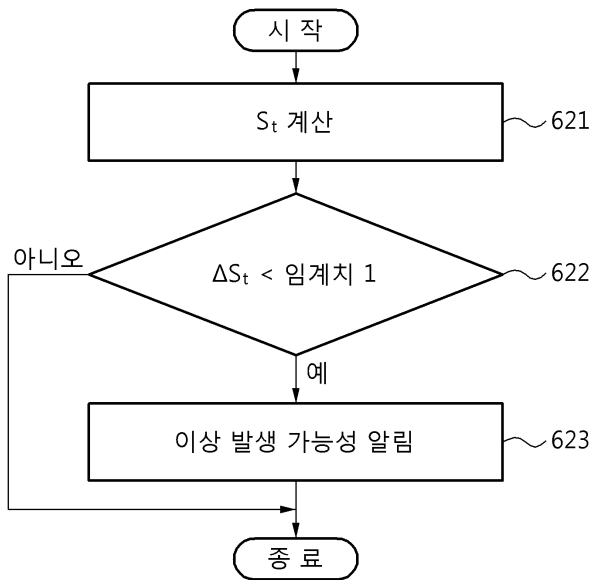 시 작
Sₜ 계산
621
아니오
ΔSₜ < 임계치 1
622
예
이상 발생 가능성 알림
623
종 료